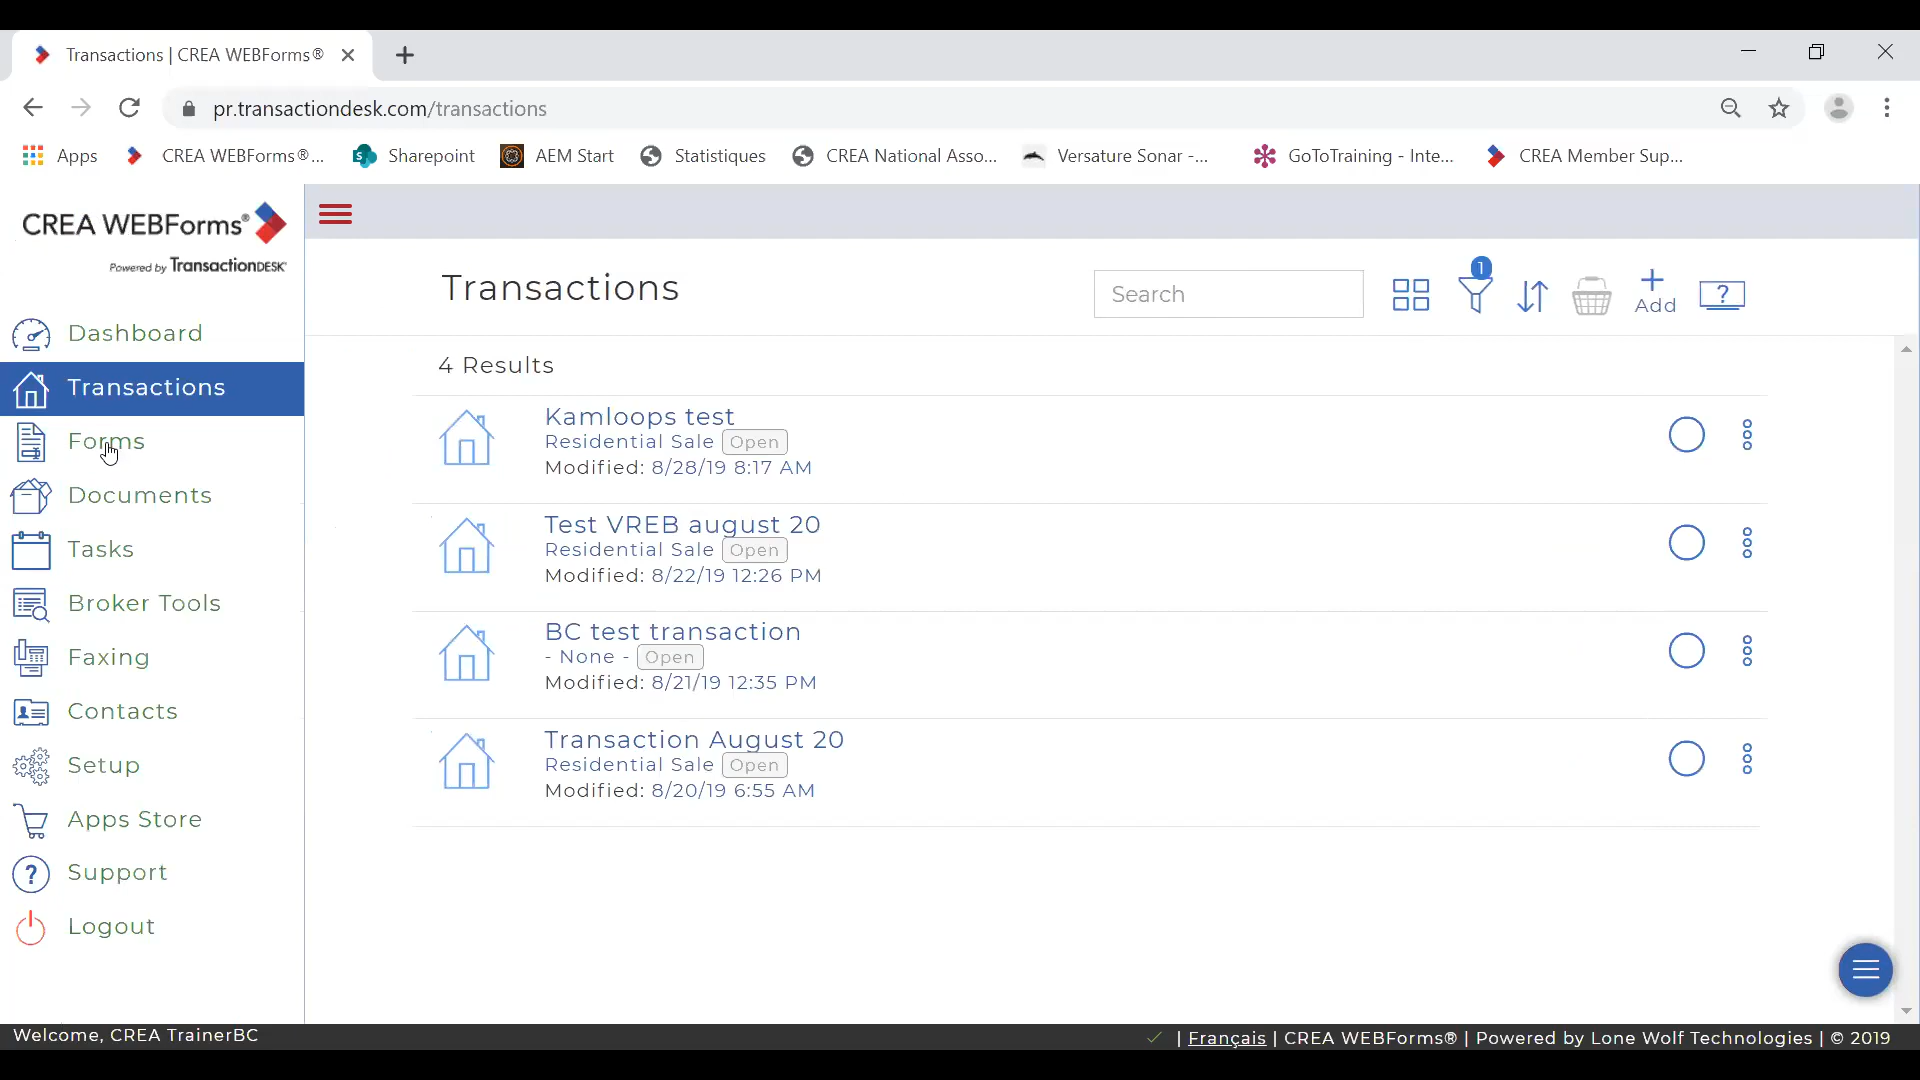 Transactions | CREA WEBForms®
pr.transactiondesk.com/transactions
Apps
CREA WEBForms®...
Sharepoint
AEM Start
Statistiques
CREA National Asso...
Versature Sonar -...
GoToTraining - Inte...
CREA Member Sup...
CREA WEBForms®
Powered by TransactionDESK®
Dashboard
Transactions
Forms
Documents
Tasks
Broker Tools
Faxing
Contacts
Setup
Apps Store
Support
Logout
Transactions
Search
1
Add
?
4 Results
Kamloops test
Residential Sale Open
Modified: 8/28/19 8:17 AM
Test VREB august 20
Residential Sale Open
Modified: 8/22/19 12:26 PM
BC test transaction
- None - Open
Modified: 8/21/19 12:35 PM
Transaction August 20
Residential Sale Open
Modified: 8/20/19 6:55 AM
Welcome, CREA TrainerBC
| Français | CREA WEBForms® | Powered by Lone Wolf Technologies | © 2019